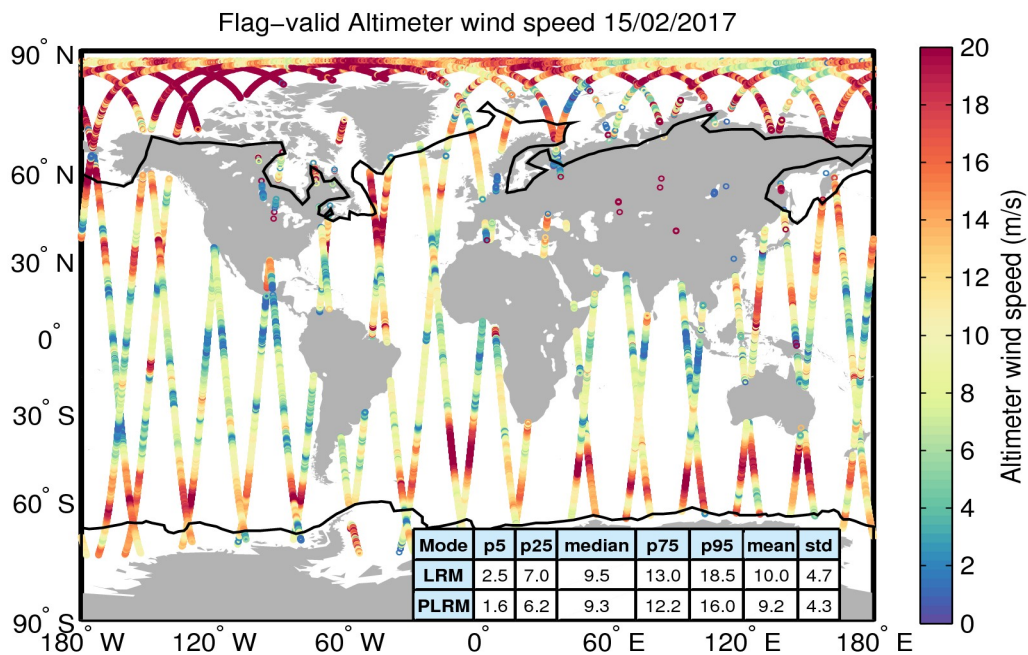 Flag−valid Altimeter wind speed 15/02/2017
90° N
60° N
30° N
0°
30° S
60° S
90° S
180° W
120° W
60° W
0°
60° E
120° E
180° E
Mode p5 p25 median p75 p95 mean std
LRM 2.5 7.0 9.5 13.0 18.5 10.0 4.7
PLRM 1.6 6.2 9.3 12.2 16.0 9.2 4.3
20
18
16
14
12
10
8
6
4
2
0
Altimeter wind speed (m/s)